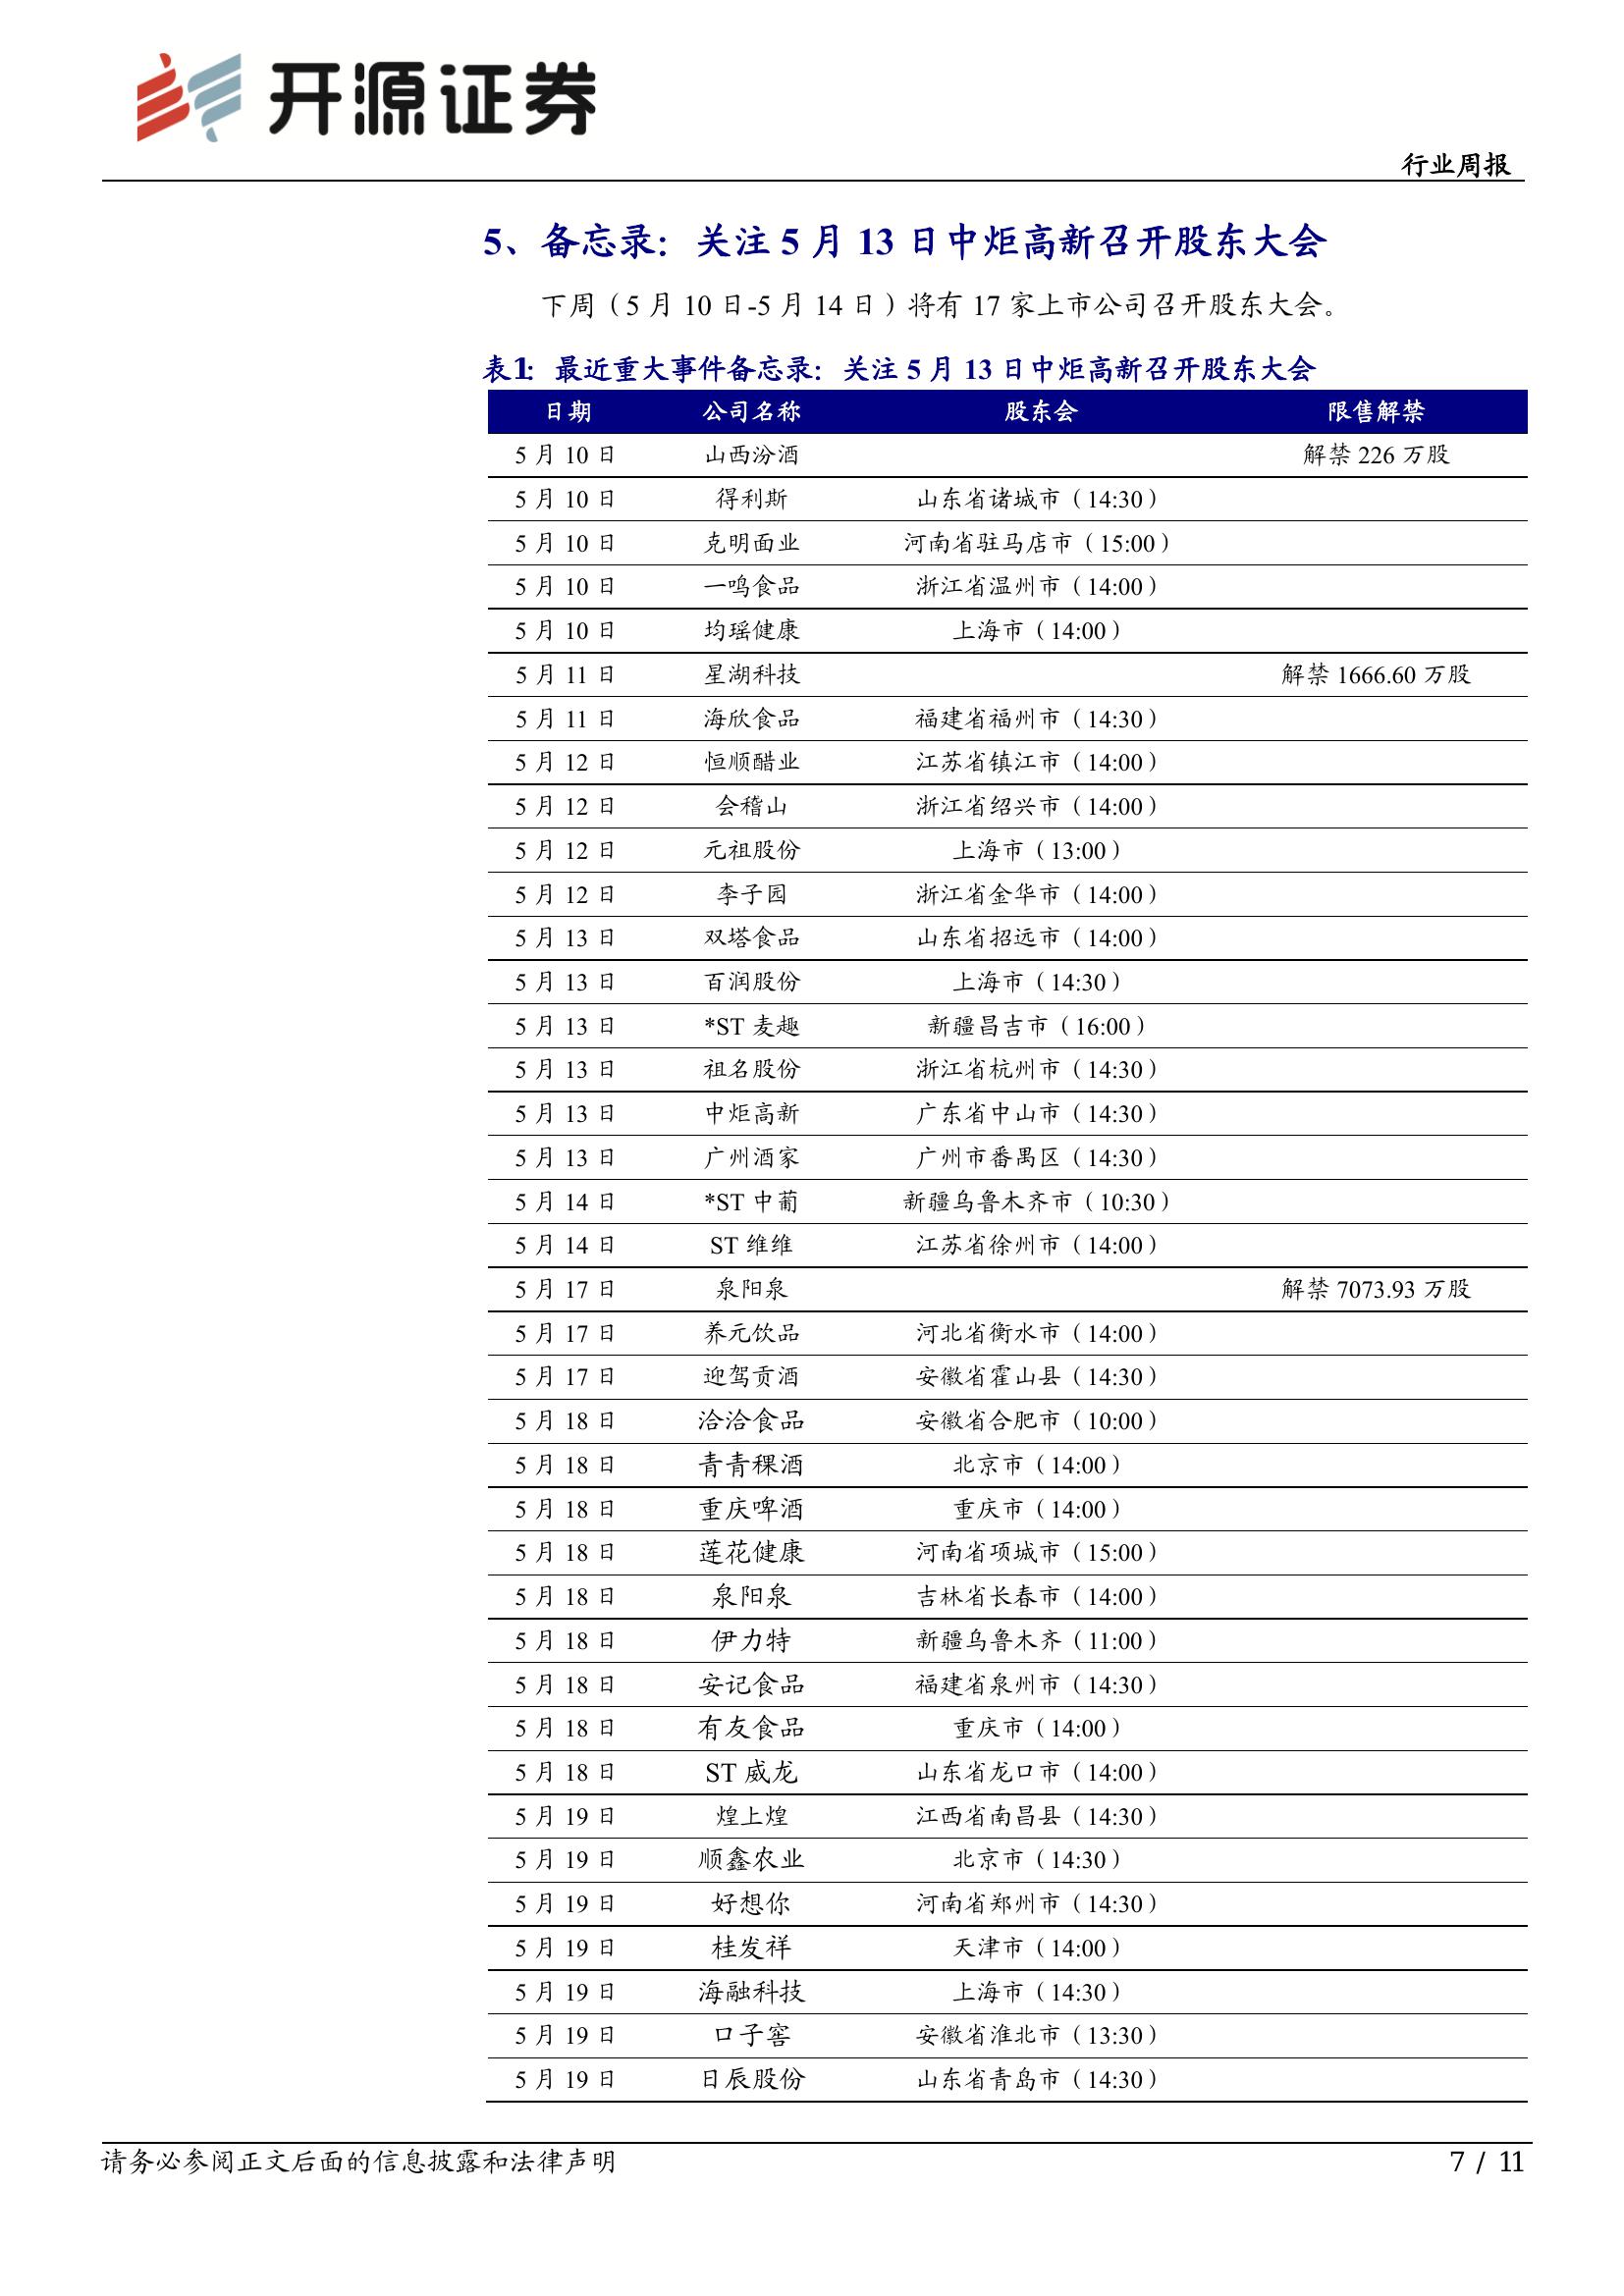 开源证券
行业周报
5、备忘录：关注 5 月 13 日中炬高新召开股东大会
下周（5 月 10 日-5 月 14 日）将有 17 家上市公司召开股东大会。
表1：最近重大事件备忘录：关注 5 月 13 日中炬高新召开股东大会
日期 公司名称 股东会 限售解禁
5 月 10 日 山西汾酒 解禁 226 万股
5 月 10 日 得利斯 山东省诸城市（14:30）
5 月 10 日 克明面业 河南省驻马店市（15:00）
5 月 10 日 一鸣食品 浙江省温州市（14:00）
5 月 10 日 均瑶健康 上海市（14:00）
5 月 11 日 星湖科技 解禁 1666.60 万股
5 月 11 日 海欣食品 福建省福州市（14:30）
5 月 12 日 恒顺醋业 江苏省镇江市（14:00）
5 月 12 日 会稽山 浙江省绍兴市（14:00）
5 月 12 日 元祖股份 上海市（13:00）
5 月 12 日 李子园 浙江省金华市（14:00）
5 月 13 日 双塔食品 山东省招远市（14:00）
5 月 13 日 百润股份 上海市（14:30）
5 月 13 日 *ST 麦趣 新疆昌吉市（16:00）
5 月 13 日 祖名股份 浙江省杭州市（14:30）
5 月 13 日 中炬高新 广东省中山市（14:30）
5 月 13 日 广州酒家 广州市番禺区（14:30）
5 月 14 日 *ST 中葡 新疆乌鲁木齐市（10:30）
5 月 14 日 ST 维维 江苏省徐州市（14:00）
5 月 17 日 泉阳泉 解禁 7073.93 万股
5 月 17 日 养元饮品 河北省衡水市（14:00）
5 月 17 日 迎驾贡酒 安徽省霍山县（14:30）
5 月 18 日 洽洽食品 安徽省合肥市（10:00）
5 月 18 日 青青稞酒 北京市（14:00）
5 月 18 日 重庆啤酒 重庆市（14:00）
5 月 18 日 莲花健康 河南省项城市（15:00）
5 月 18 日 泉阳泉 吉林省长春市（14:00）
5 月 18 日 伊力特 新疆乌鲁木齐（11:00）
5 月 18 日 安记食品 福建省泉州市（14:30）
5 月 18 日 有友食品 重庆市（14:00）
5 月 18 日 ST 威龙 山东省龙口市（14:00）
5 月 19 日 煌上煌 江西省南昌县（14:30）
5 月 19 日 顺鑫农业 北京市（14:30）
5 月 19 日 好想你 河南省郑州市（14:30）
5 月 19 日 桂发祥 天津市（14:00）
5 月 19 日 海融科技 上海市（14:30）
5 月 19 日 口子窖 安徽省淮北市（13:30）
5 月 19 日 日辰股份 山东省青岛市（14:30）
请务必参阅正文后面的信息披露和法律声明 7 / 11